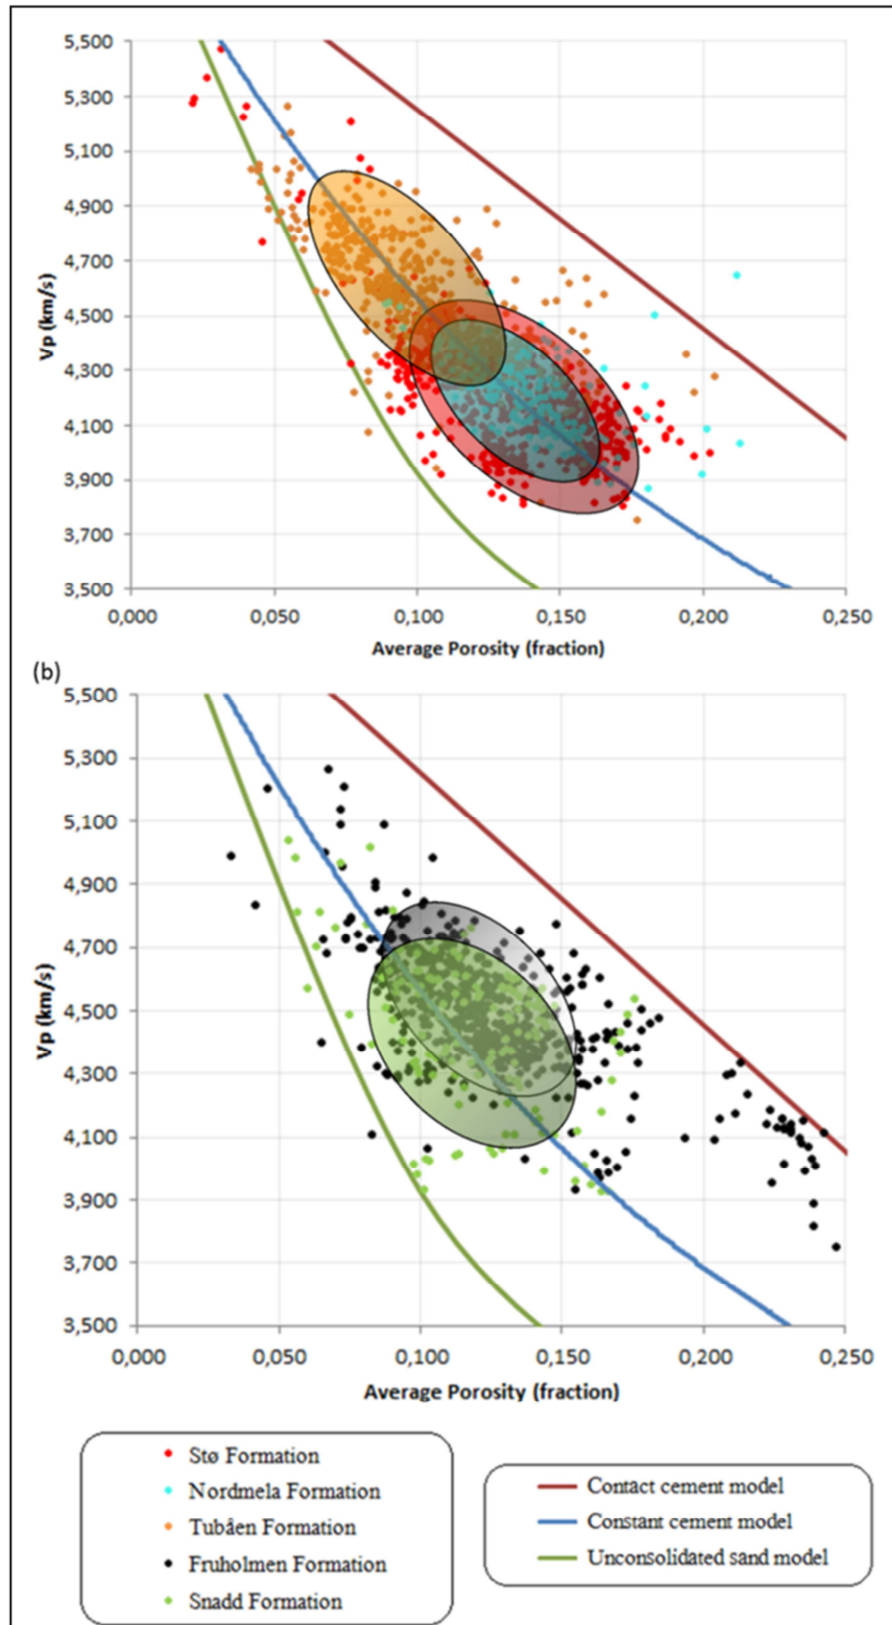 5,500
5,300
5,100
4,900
4,700
4,500
4,300
4,100
3,900
3,700
3,500
Vp (km/s)
0,000 0,050 0,100 0,150 0,200 0,250
Average Porosity (fraction)
(b)
5,500
5,300
5,100
4,900
4,700
4,500
4,300
4,100
3,900
3,700
3,500
Vp (km/s)
0,000 0,050 0,100 0,150 0,200 0,250
Average Porosity (fraction)
Stø Formation
Nordmela Formation
Tubåen Formation
Fruholmen Formation
Snadd Formation
Contact cement model
Constant cement model
Unconsolidated sand model